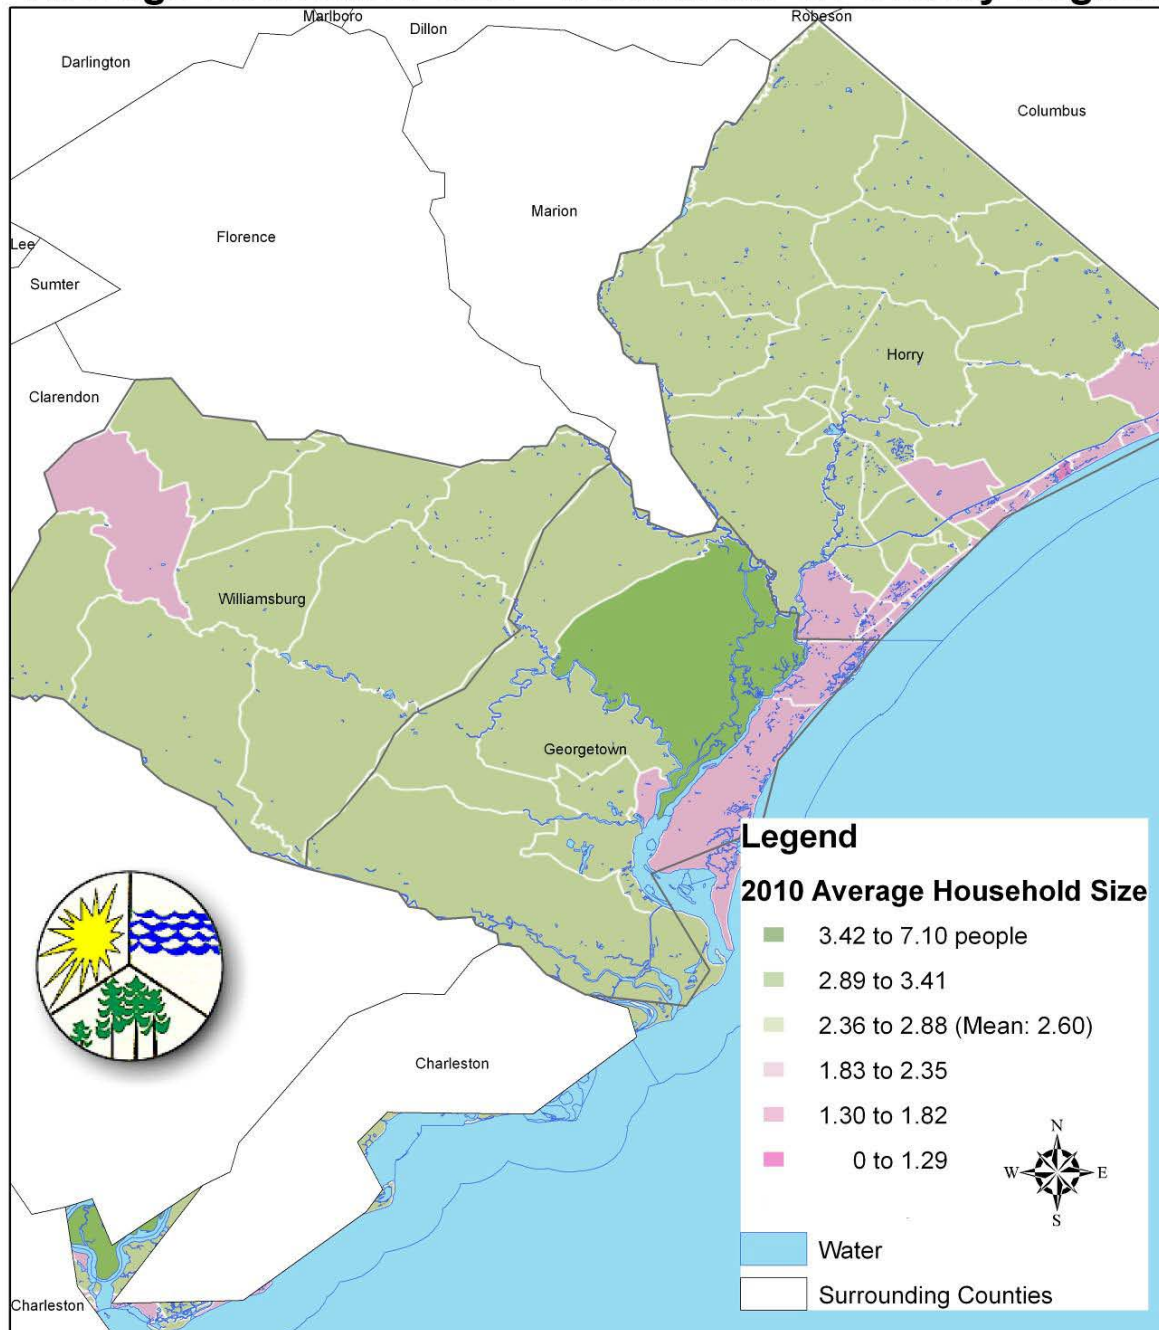 Marlboro
Robeson
Dillon
Darlington
Columbus
Marion
Florence
Lee
Sumter
Horry
Clarendon
Williamsburg
Georgetown
Charleston
Charleston
Legend
2010 Average Household Size
3.42 to 7.10 people
2.89 to 3.41
2.36 to 2.88 (Mean: 2.60)
1.83 to 2.35
1.30 to 1.82
0 to 1.29
N
W E
S
Water
Surrounding Counties